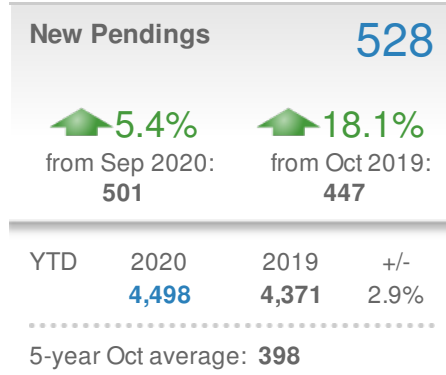 New Pendings 528
5.4% 18.1%
from Sep 2020: from Oct 2019:
501 447
YTD 2020 2019 +/-
4,498 4,371 2.9%
5-year Oct average: 398